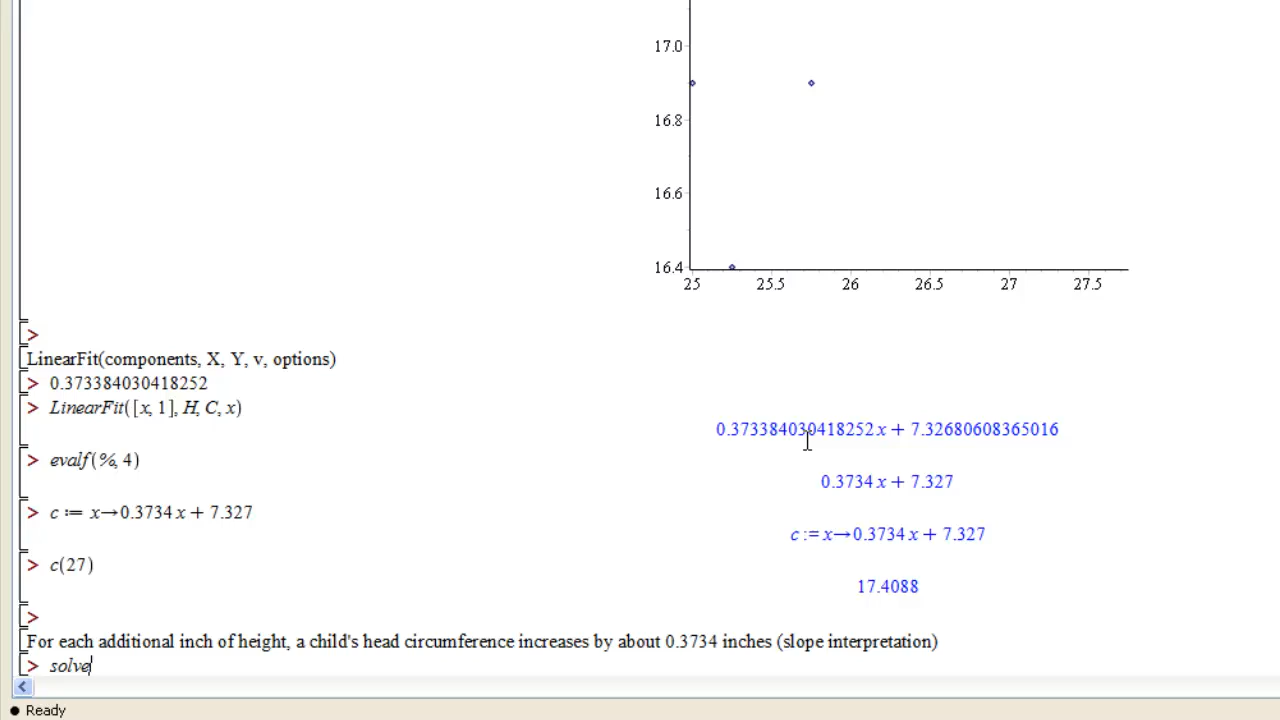 17.0
16.8
16.6
16.4
25 25.5 26 26.5 27 27.5
>
LinearFit(components, X, Y, v, options)
> 0.373384030418252
> LinearFit([x, 1], H, C, x)
0.373384030418252 x + 7.32680608365016
> evalf(%, 4)
0.3734 x + 7.327
> c := x→0.3734 x + 7.327
c := x→0.3734 x + 7.327
> c(27)
17.4088
>
For each additional inch of height, a child's head circumference increases by about 0.3734 inches (slope interpretation)
> solve
Ready